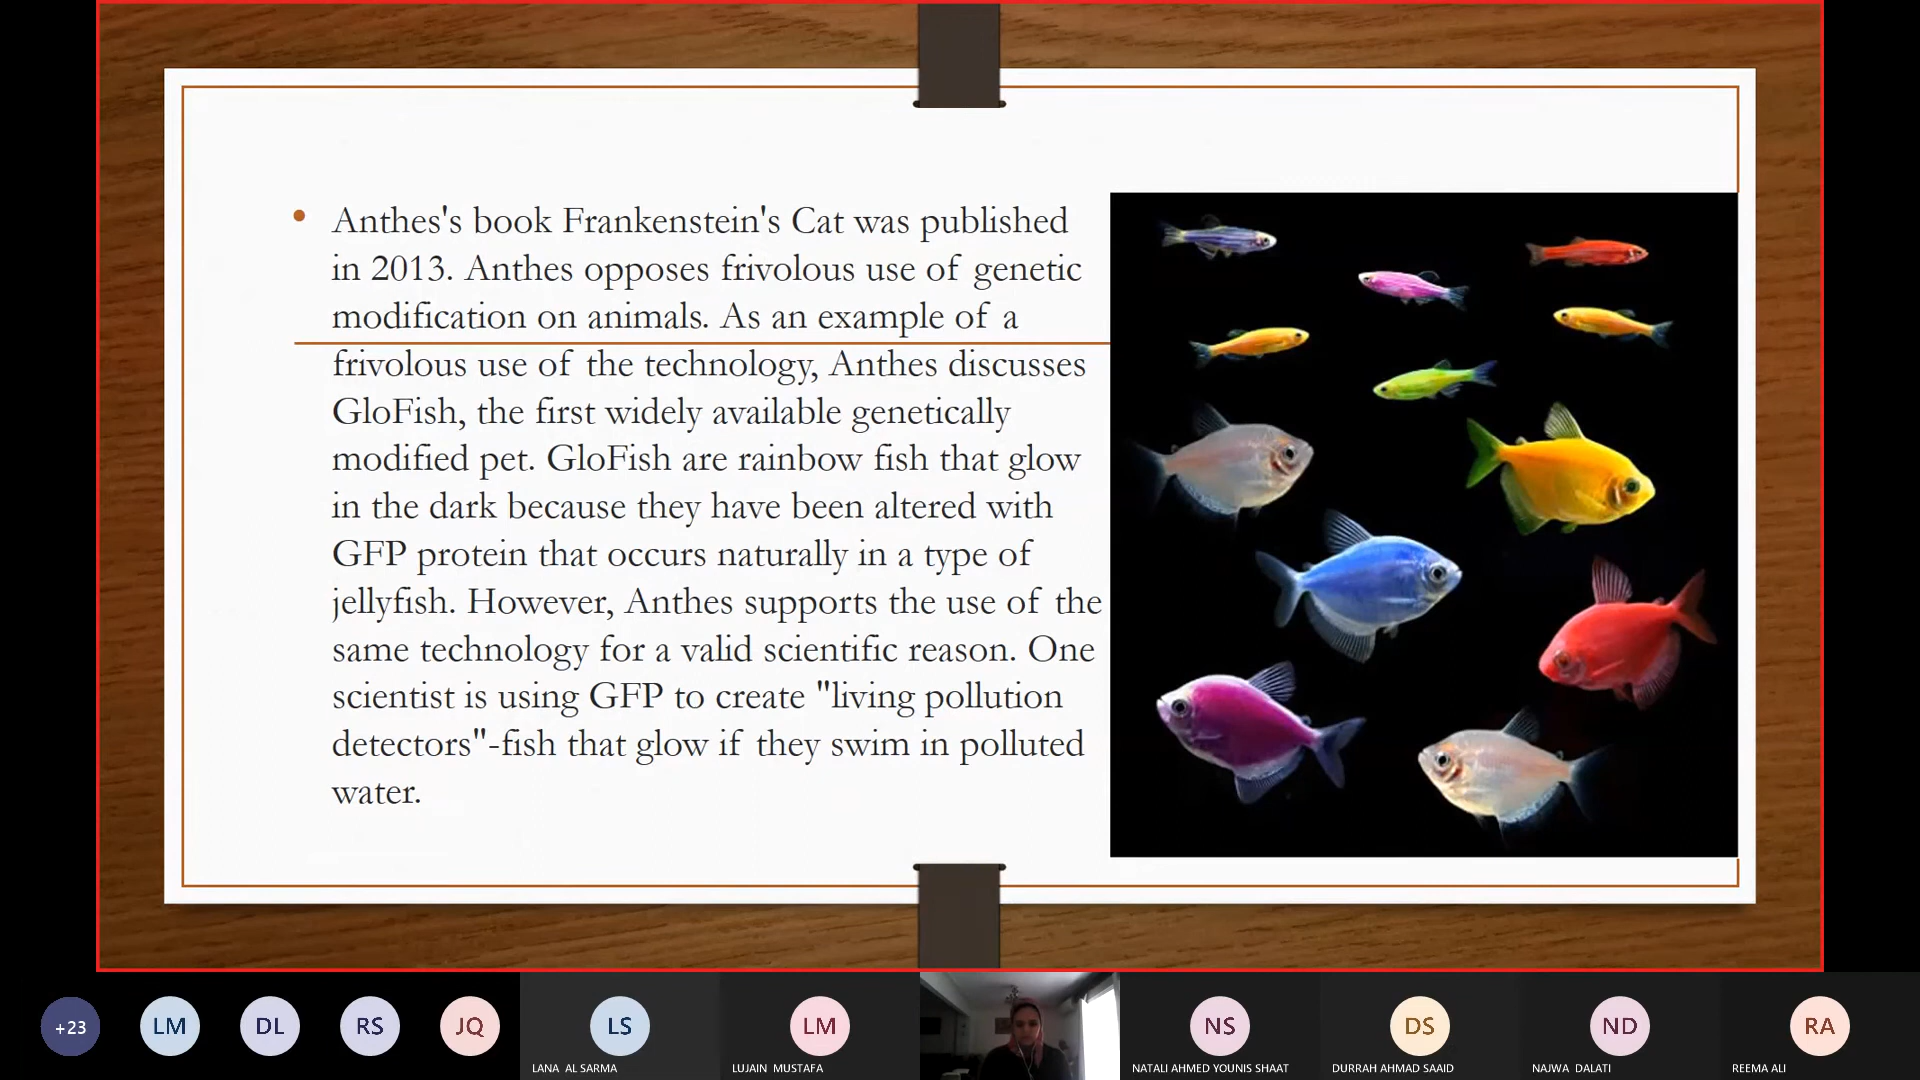 • Anthes's book Frankenstein's Cat was published
in 2013. Anthes opposes frivolous use of genetic
modification on animals. As an example of a
frivolous use of the technology, Anthes discusses
GloFish, the first widely available genetically
modified pet. GloFish are rainbow fish that glow
in the dark because they have been altered with
GFP protein that occurs naturally in a type of
jellyfish. However, Anthes supports the use of the
same technology for a valid scientific reason. One
scientist is using GFP to create "living pollution
detectors"-fish that glow if they swim in polluted
water.
+23
LM
DL
RS
JQ
LS
LANA AL SARMA
LM
LUJAIN MUSTAFA
NS
NATALI AHMED YOUNIS SHAAT
DS
DURRAH AHMAD SAAID
ND
NAJWA DALATI
RA
REEMA ALI